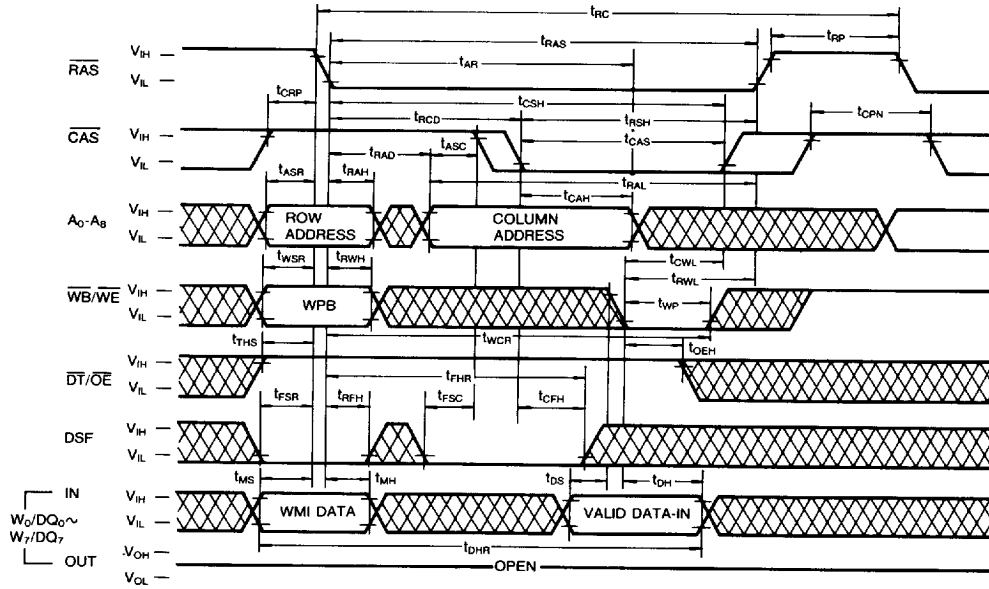 tRC
tRAS
tRP
tAR
RAS
VIH
VIL
tCRP
tCSH
tRCD
tRSH
tCPN
CAS
VIH
VIL
tRAD
tASC
tCAS
tASR
tRAH
tRAL
tCAH
A0-A8
VIH
VIL
ROW ADDRESS
COLUMN ADDRESS
tWSR
tRWH
tCWL
tRWL
WB/WE
VIH
VIL
WPB
tWP
tTHS
tWCR
tOEH
DT/OE
VIH
VIL
tFHR
tFSR
tRFH
tFSC
tCFH
DSF
VIH
VIL
tMS
tMH
tDS
tDH
IN
W0/DQ0~
W7/DQ7
VIH
VIL
WMI DATA
VALID DATA-IN
tDHR
OUT
VOH
VOL
OPEN